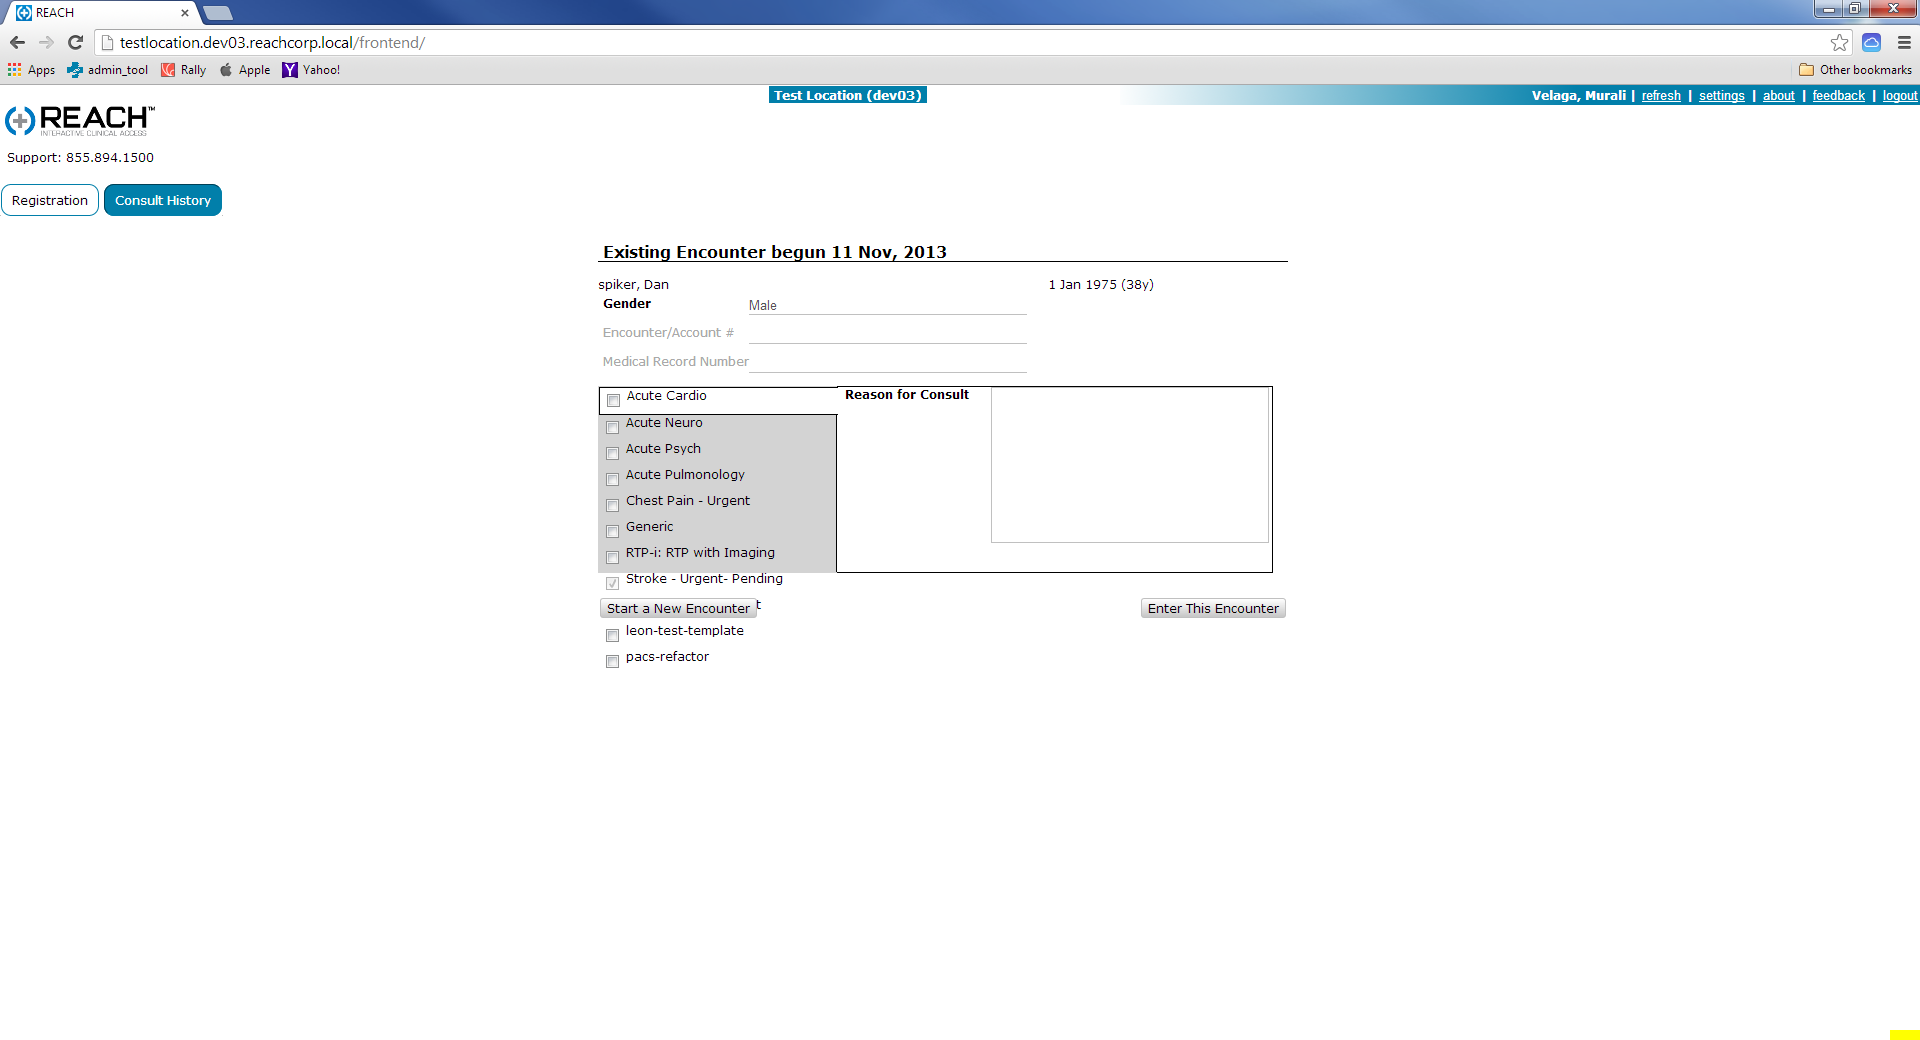 REACH
testlocation.dev03.reachcorp.local/frontend/
Apps admin_tool Rally Apple Yahoo! Other bookmarks
Test Location (dev03) Velaga, Murali | refresh | settings | about | feedback | logout
REACH™
INTERACTIVE CLINICAL ACCESS
Support: 855.894.1500
Registration Consult History
Existing Encounter begun 11 Nov, 2013
spiker, Dan 1 Jan 1975 (38y)
Gender Male
Encounter/Account #
Medical Record Number
Acute Cardio Reason for Consult
Acute Neuro
Acute Psych
Acute Pulmonology
Chest Pain - Urgent
Generic
RTP-i: RTP with Imaging
Stroke - Urgent- Pending
Start a New Encounter Enter This Encounter
leon-test-template
pacs-refactor